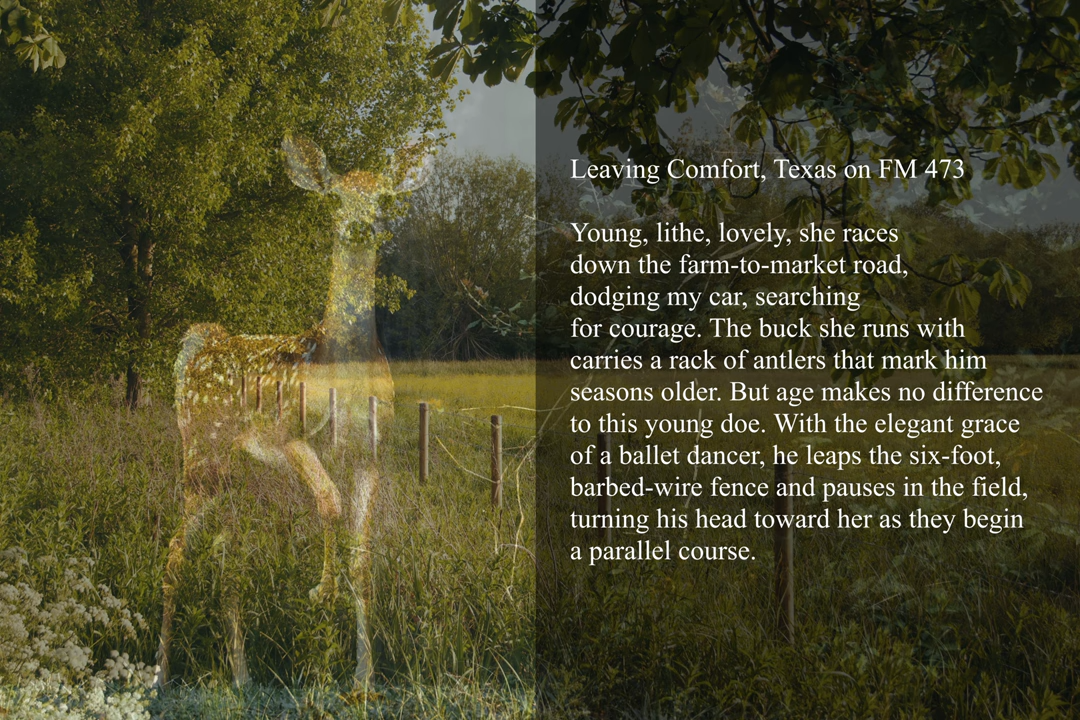 Leaving Comfort, Texas on FM 473
Young, lithe, lovely, she races
down the farm-to-market road,
dodging my car, searching
for courage. The buck she runs with
carries a rack of antlers that mark him
seasons older. But age makes no difference
to this young doe. With the elegant grace
of a ballet dancer, he leaps the six-foot,
barbed-wire fence and pauses in the field,
turning his head toward her as they begin
a parallel course.